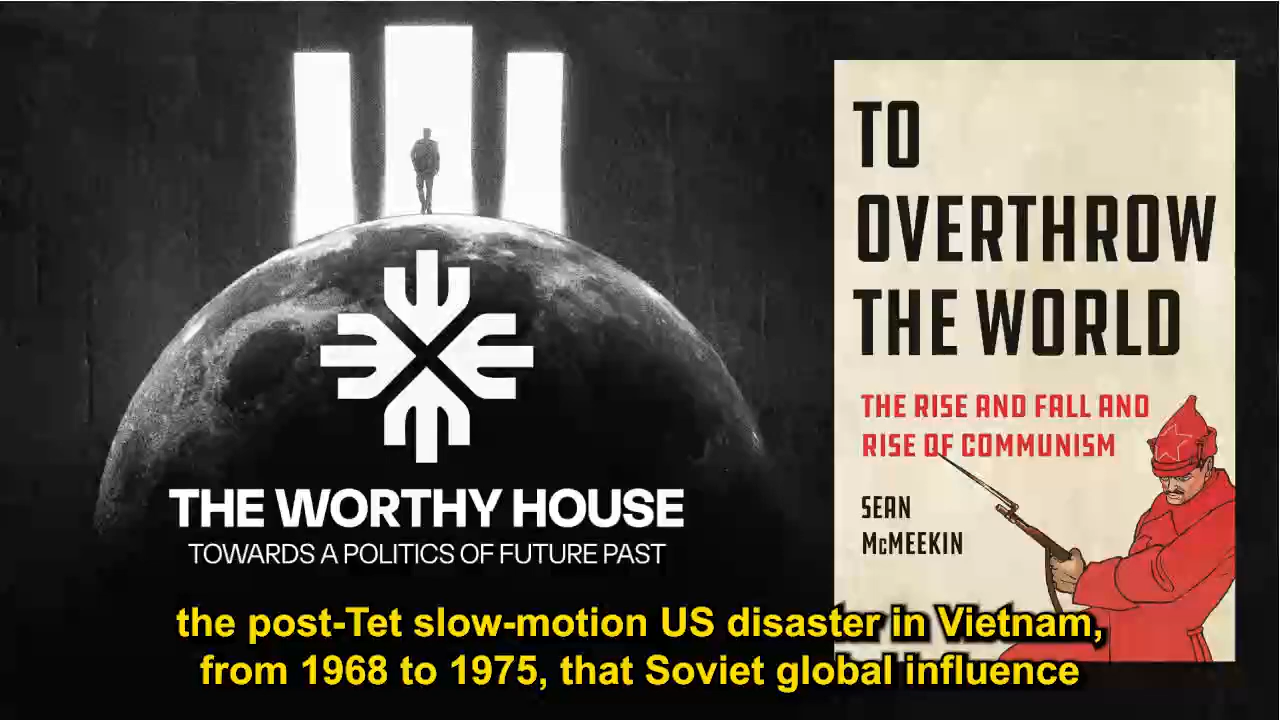 THE WORTHY HOUSE
TOWARDS A POLITICS OF FUTURE PAST
TO
OVERTHROW
THE WORLD
THE RISE AND FALL AND
RISE OF COMMUNISM
SEAN
McMEEKIN
the post-Tet slow-motion US disaster in Vietnam,
from 1968 to 1975, that Soviet global influence